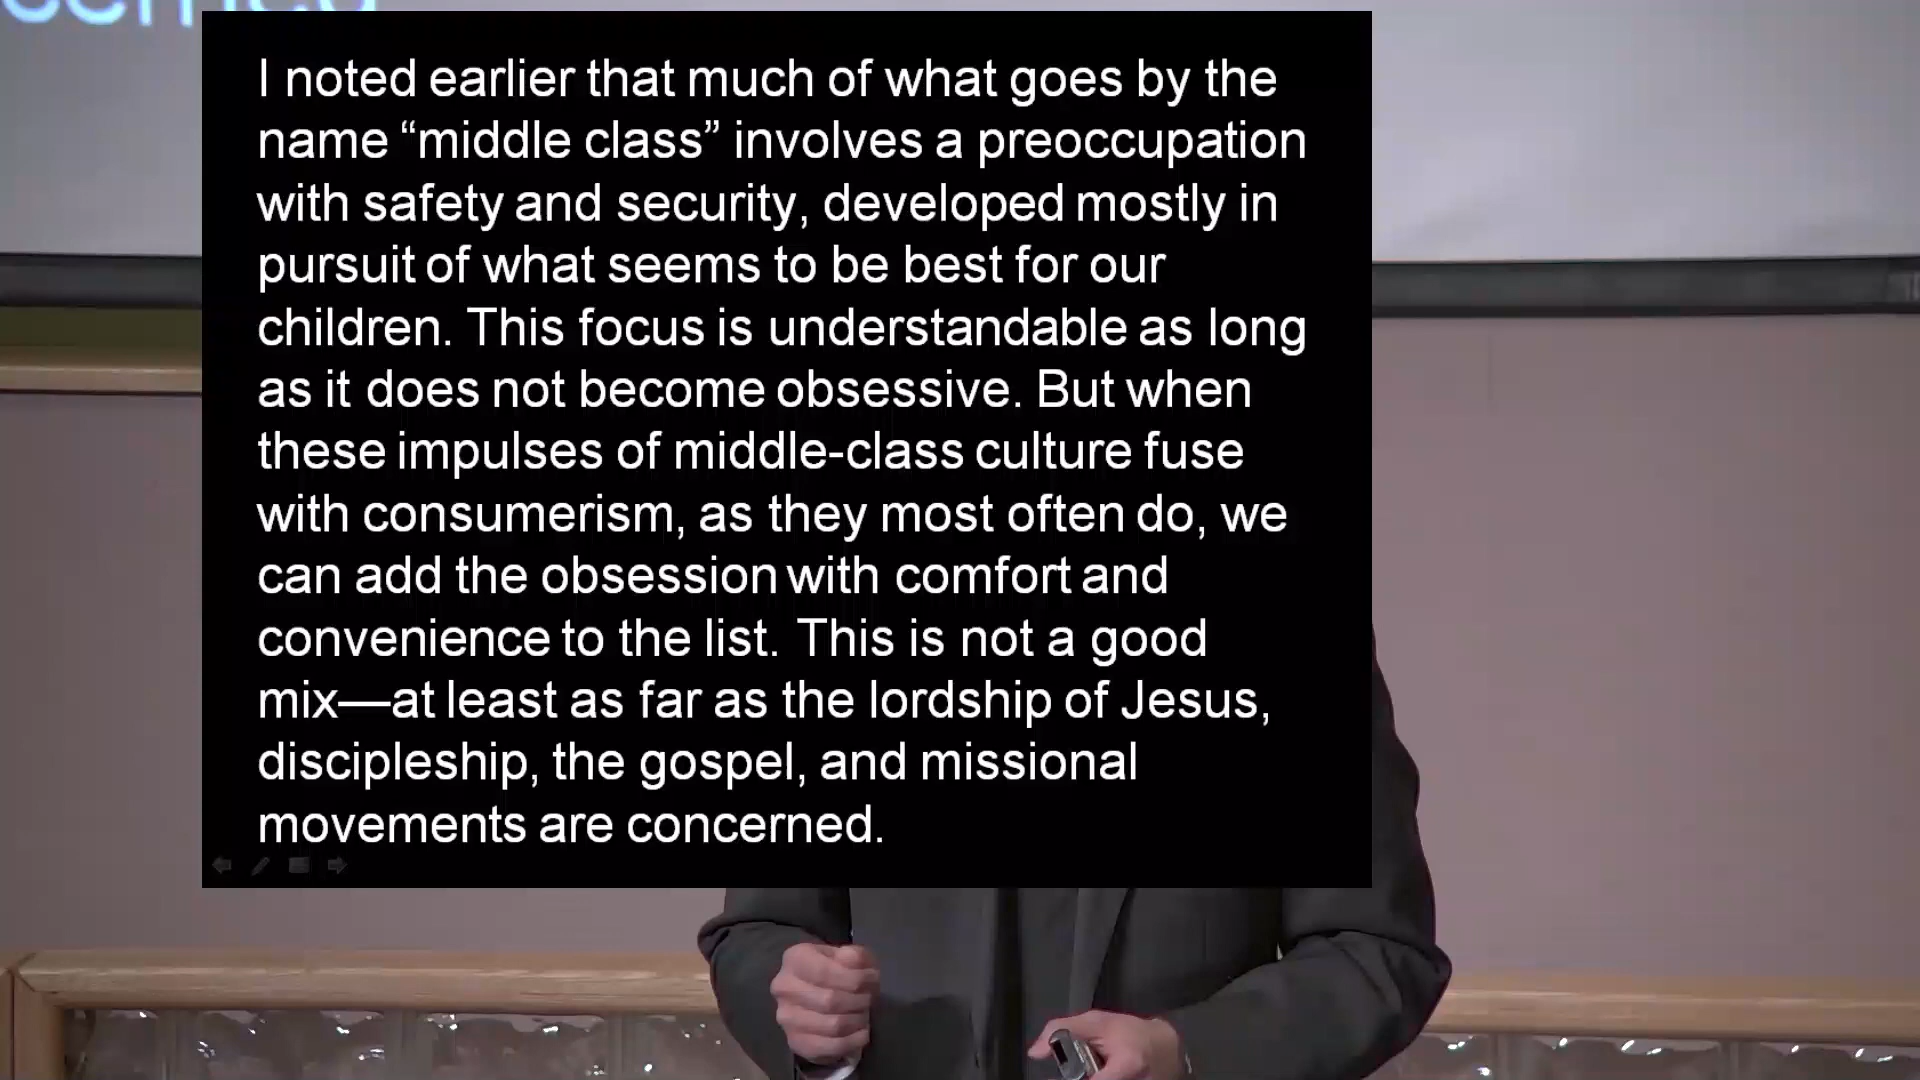 I noted earlier that much of what goes by the
name “middle class” involves a preoccupation
with safety and security, developed mostly in
pursuit of what seems to be best for our
children. This focus is understandable as long
as it does not become obsessive. But when
these impulses of middle-class culture fuse
with consumerism, as they most often do, we
can add the obsession with comfort and
convenience to the list. This is not a good
mix—at least as far as the lordship of Jesus,
discipleship, the gospel, and missional
movements are concerned.